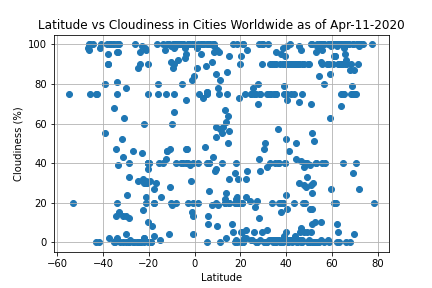 Latitude vs Cloudiness in Cities Worldwide as of Apr-11-2020
100
80
60
40
20
0
Cloudiness (%)
−60 −40 −20 0 20 40 60 80
Latitude